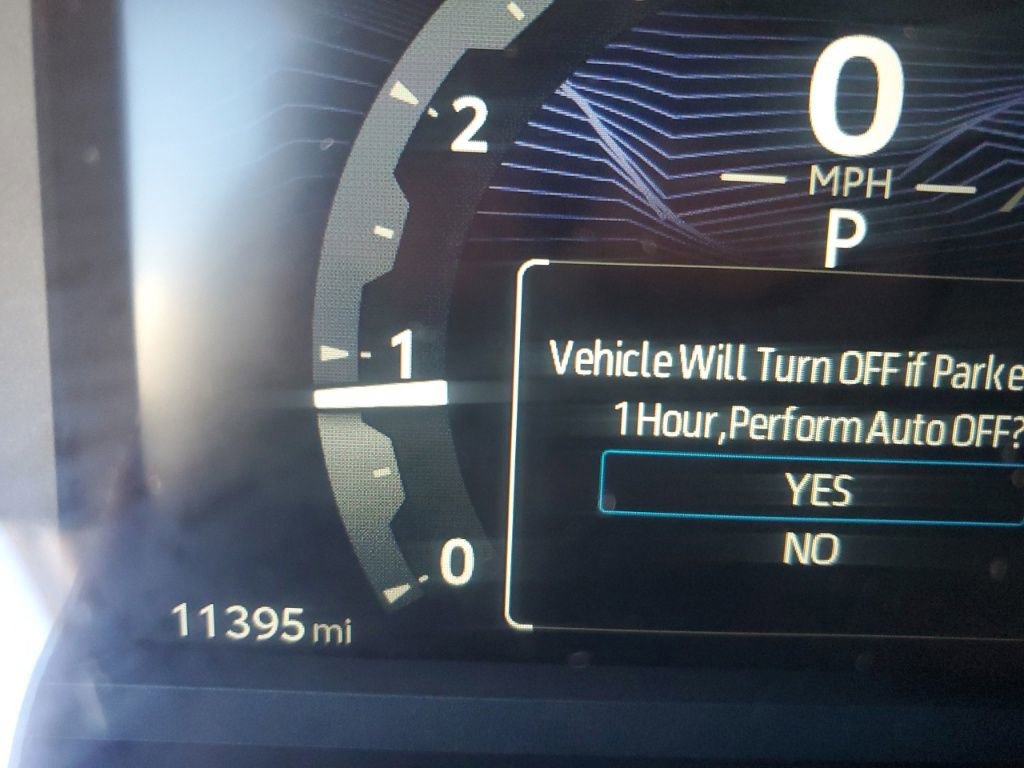 2
0
MPH
P
1
Vehicle Will Turn OFF if Parke
1 Hour, Perform Auto OFF?
YES
NO
0
11395 mi